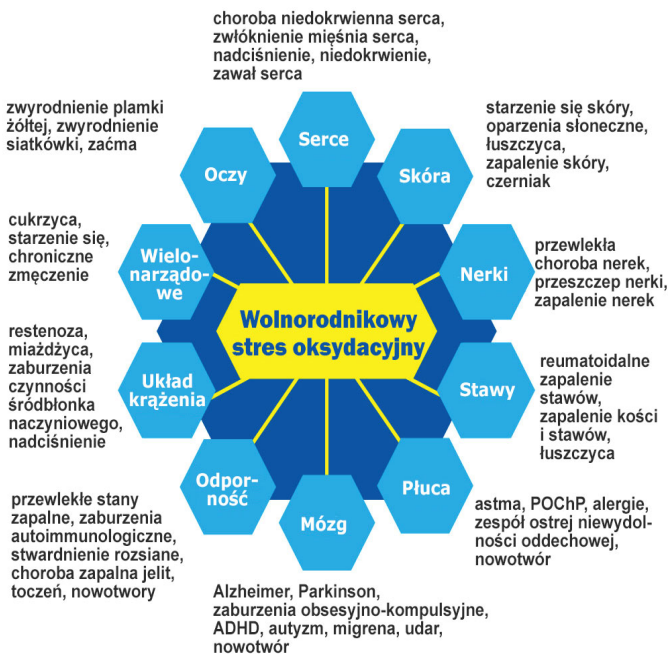 choroba niedokrwienna serca,
zwłóknienie mięśnia serca,
nadciśnienie, niedokrwienie,
zawał serca
Serce
starzenie się skóry,
oparzenia słoneczne,
łuszczyca,
zapalenie skóry,
czerniak
Skóra
przewlekła
choroba nerek,
przeszczep nerki,
zapalenie nerek
Nerki
reumatoidalne
zapalenie
stawów,
zapalenie kości
i stawów,
łuszczyca
Stawy
astma, POChP, alergie,
zespół ostrej niewydol-
ności oddechowej,
nowotwór
Płuca
Mózg
Alzheimer, Parkinson,
zaburzenia obsesyjno-kompulsyjne,
ADHD, autyzm, migrena, udar,
nowotwór
Odpor-
ność
przewlekłe stany
zapalne, zaburzenia
autoimmunologiczne,
stwardnienie rozsiane,
choroba zapalna jelit,
toczeń, nowotwory
Układ
krążenia
restenoza,
miażdżyca,
zaburzenia
czynności
śródbłonka
naczyniowego,
nadciśnienie
Wielo-
narządo-
we
cukrzyca,
starzenie się,
chroniczne
zmęczenie
Oczy
zwyrodnienie plamki
żółtej, zwyrodnienie
siatkówki, zaćma
Wolnorodnikowy
stres oksydacyjny